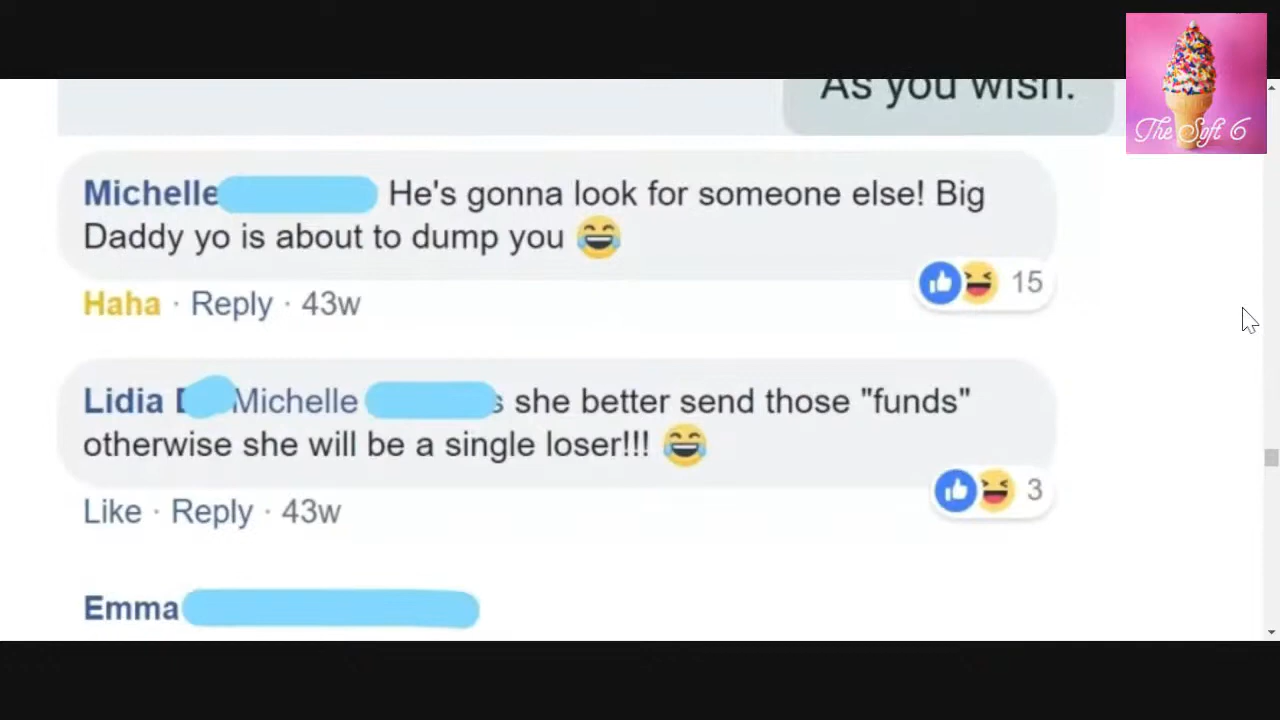 As you wish.
The Soft 6
Michelle He's gonna look for someone else! Big
Daddy yo is about to dump you 😂
15
Haha · Reply · 43w
Lidia Michelle s she better send those "funds"
otherwise she will be a single loser!!! 😂
3
Like · Reply · 43w
Emma